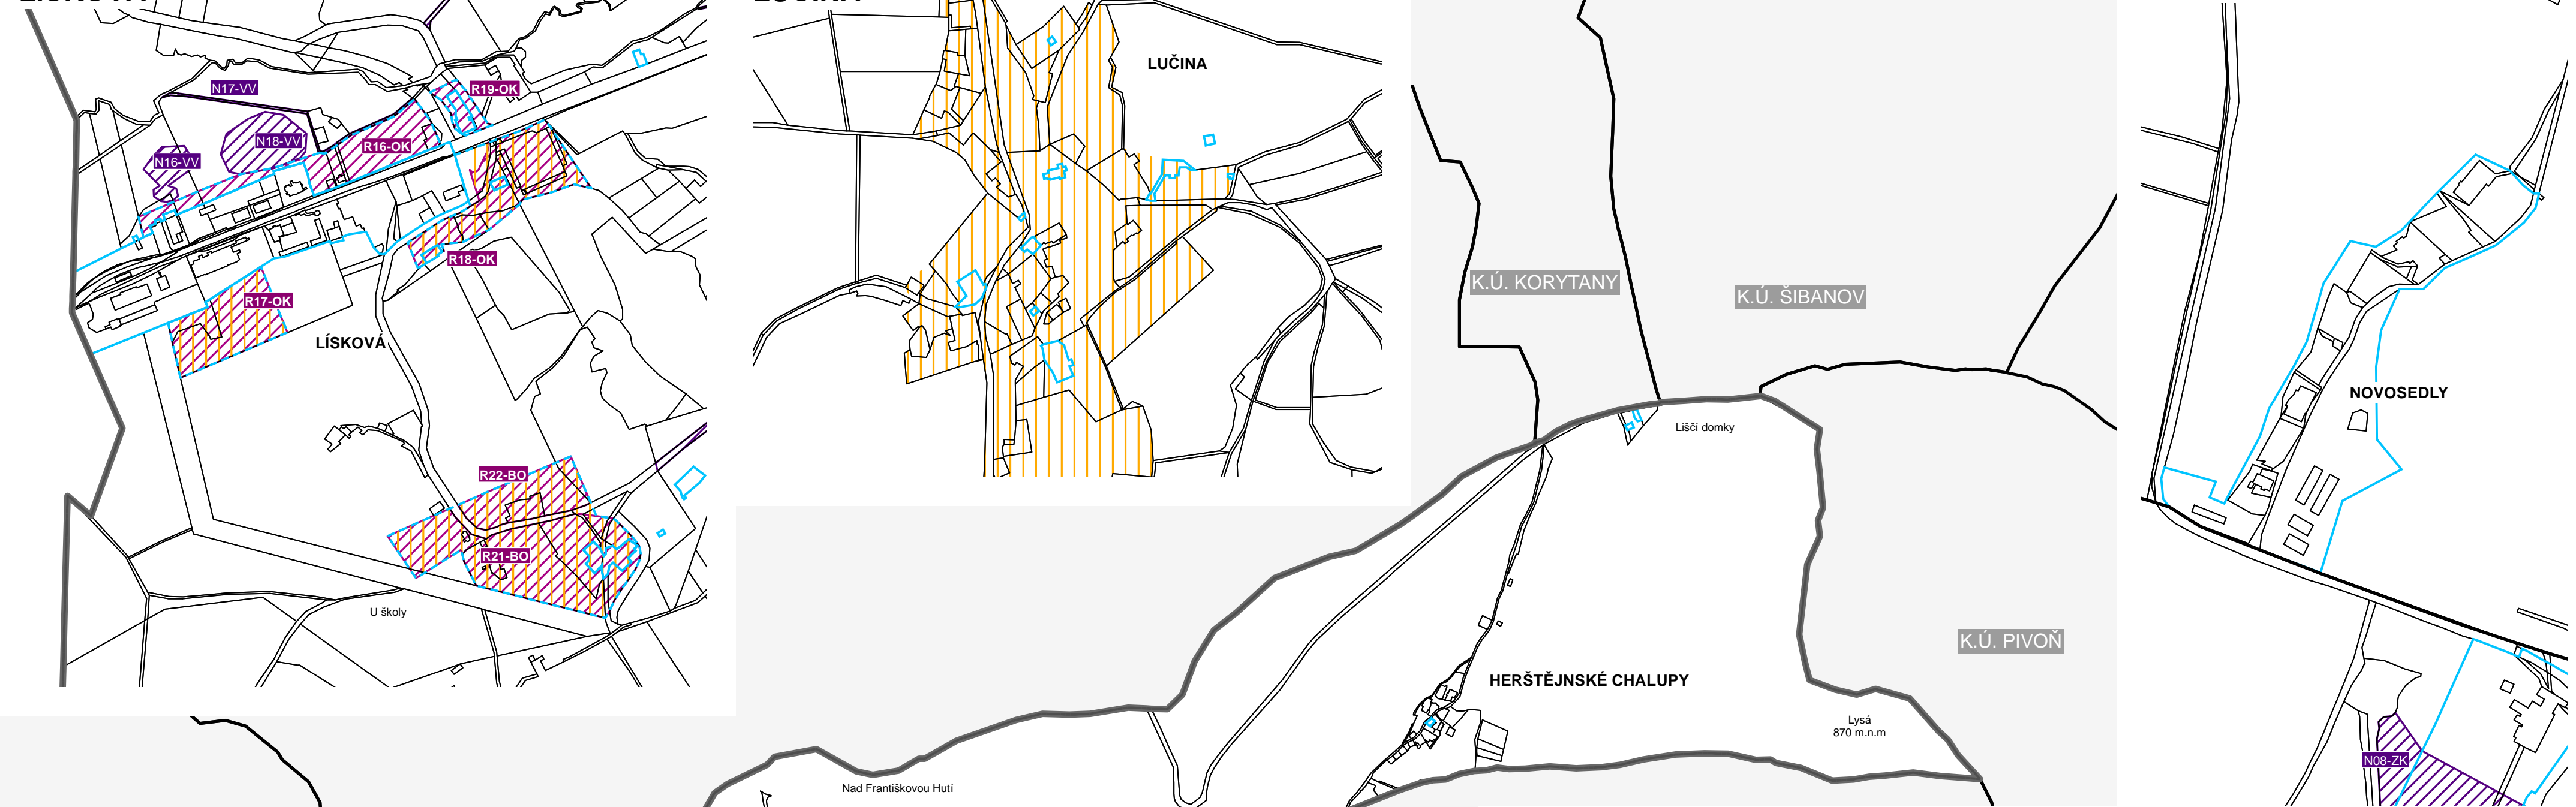 N17-VV
R19-OK
N18-VV
R16-OK
N16-VV
R18-OK
R17-OK
LÍSKOVÁ
R22-BO
R21-BO
U školy
LUČINA
K.Ú. KORYTANY
K.Ú. ŠIBANOV
Liščí domky
K.Ú. PIVOŇ
HERŠTĚJNSKÉ CHALUPY
Lysá
870 m.n.m
Nad Františkovou Hutí
NOVOSEDLY
N08-ZK